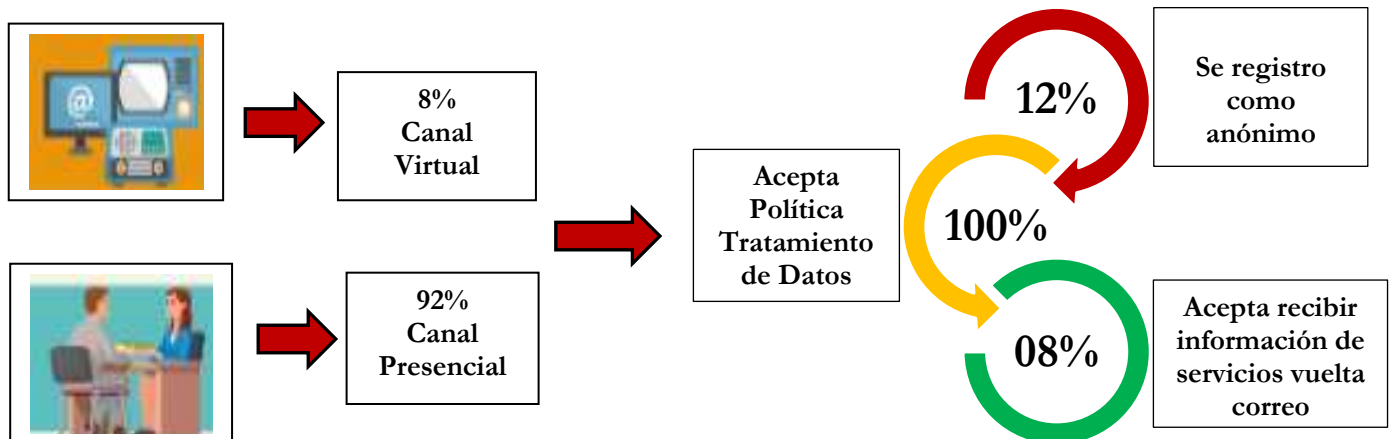 @
8%
Canal
Virtual
92%
Canal
Presencial
Acepta
Política
Tratamiento
de Datos
12%
100%
08%
Se registro
como
anónimo
Acepta recibir
información de
servicios vuelta
correo